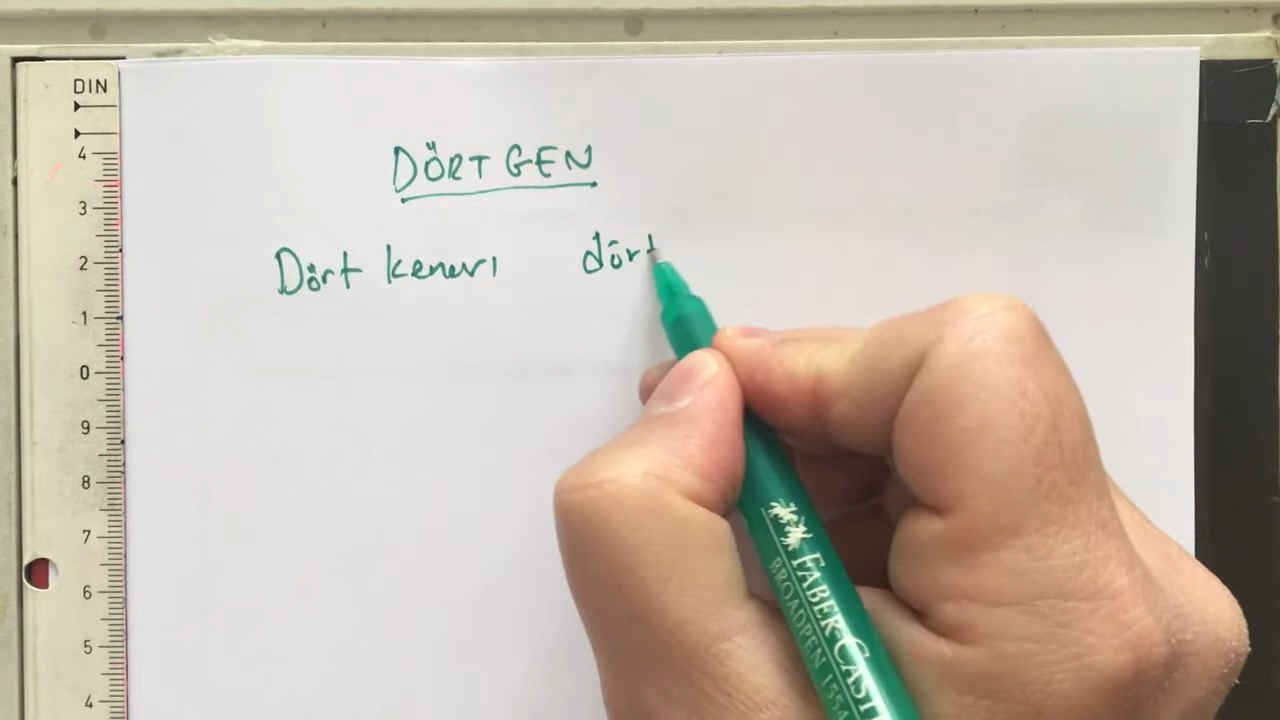 DIN
4
3
2
1
0
9
8
7
6
5
4
DÖRTGEN
Dört kenarı dört
FABER-CAST
BROADPEN 1554